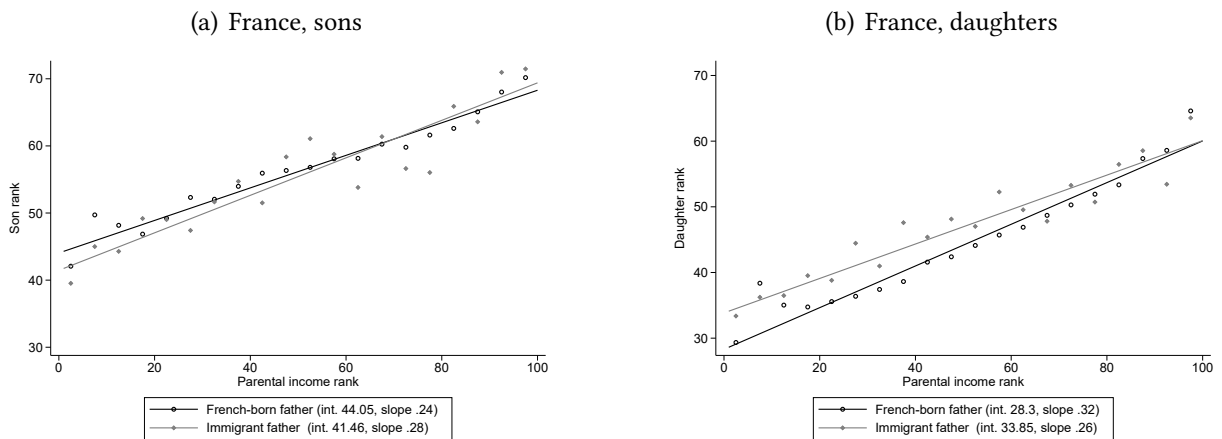 (a) France, sons
70
60
50
40
30
Son rank
0 20 40 60 80 100
Parental income rank
French-born father (int. 44.05, slope .24)
Immigrant father (int. 41.46, slope .28)
(b) France, daughters
70
60
50
40
30
Daughter rank
0 20 40 60 80 100
Parental income rank
French-born father (int. 28.3, slope .32)
Immigrant father (int. 33.85, slope .26)